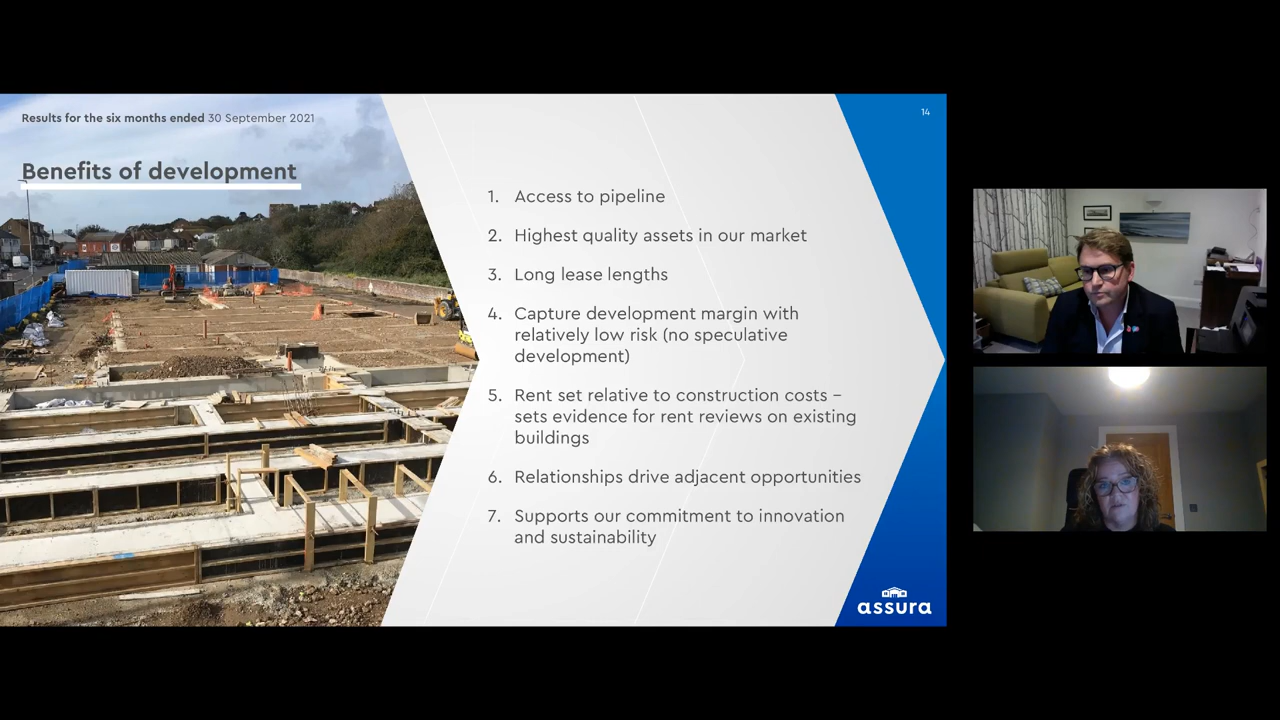 Results for the six months ended 30 September 2021
14
Benefits of development
1. Access to pipeline
2. Highest quality assets in our market
3. Long lease lengths
4. Capture development margin with
relatively low risk (no speculative
development)
5. Rent set relative to construction costs –
sets evidence for rent reviews on existing
buildings
6. Relationships drive adjacent opportunities
7. Supports our commitment to innovation
and sustainability
assura